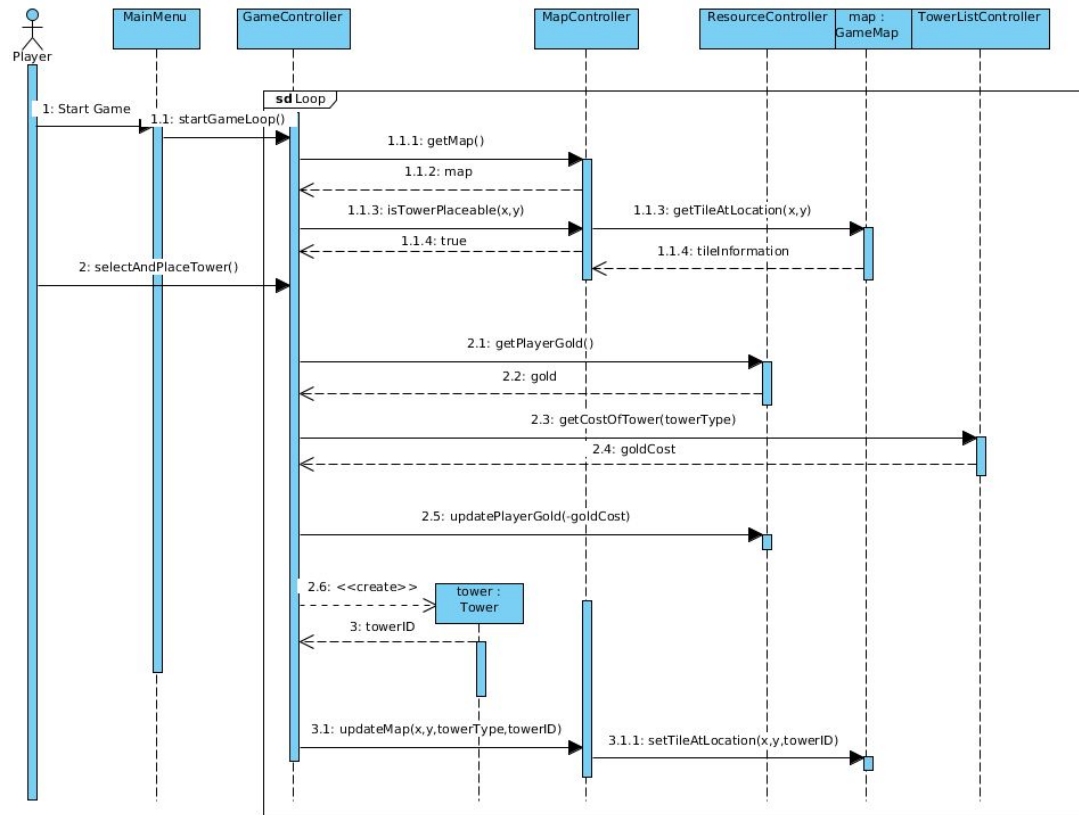 Player
MainMenu
GameController
MapController
ResourceController
map :
GameMap
TowerListController
sd Loop
1: Start Game
1.1: startGameLoop()
1.1.1: getMap()
1.1.2: map
1.1.3: isTowerPlaceable(x,y)
1.1.3: getTileAtLocation(x,y)
1.1.4: true
1.1.4: tileInformation
2: selectAndPlaceTower()
2.1: getPlayerGold()
2.2: gold
2.3: getCostOfTower(towerType)
2.4: goldCost
2.5: updatePlayerGold(-goldCost)
2.6: <<create>>
tower :
Tower
3: towerID
3.1: updateMap(x,y,towerType,towerID)
3.1.1: setTileAtLocation(x,y,towerID)